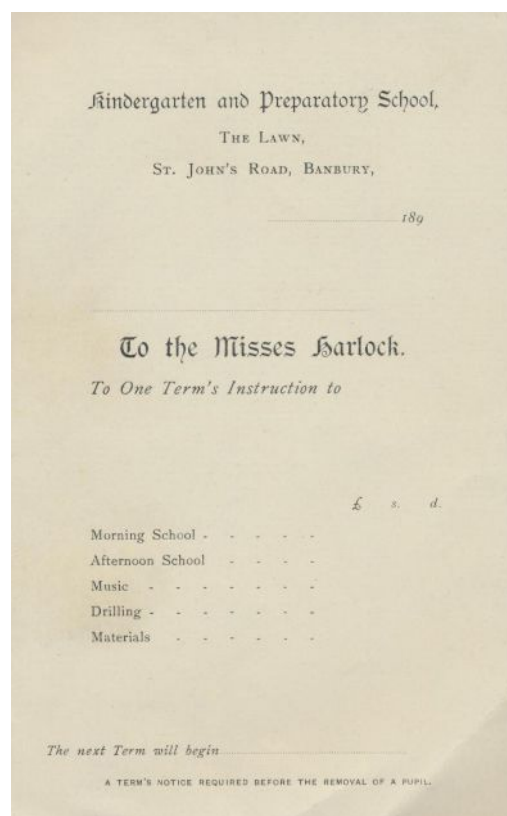 Kindergarten and Preparatory School,
THE LAWN,
ST. JOHN'S ROAD, BANBURY,
189
To the Misses Harlock.
To One Term's Instruction to
£ s. d.
Morning School - - - - -
Afternoon School - - - -
Music - - - - - - -
Drilling - - - - - - -
Materials - - - - - -
The next Term will begin
A TERM'S NOTICE REQUIRED BEFORE THE REMOVAL OF A PUPIL.